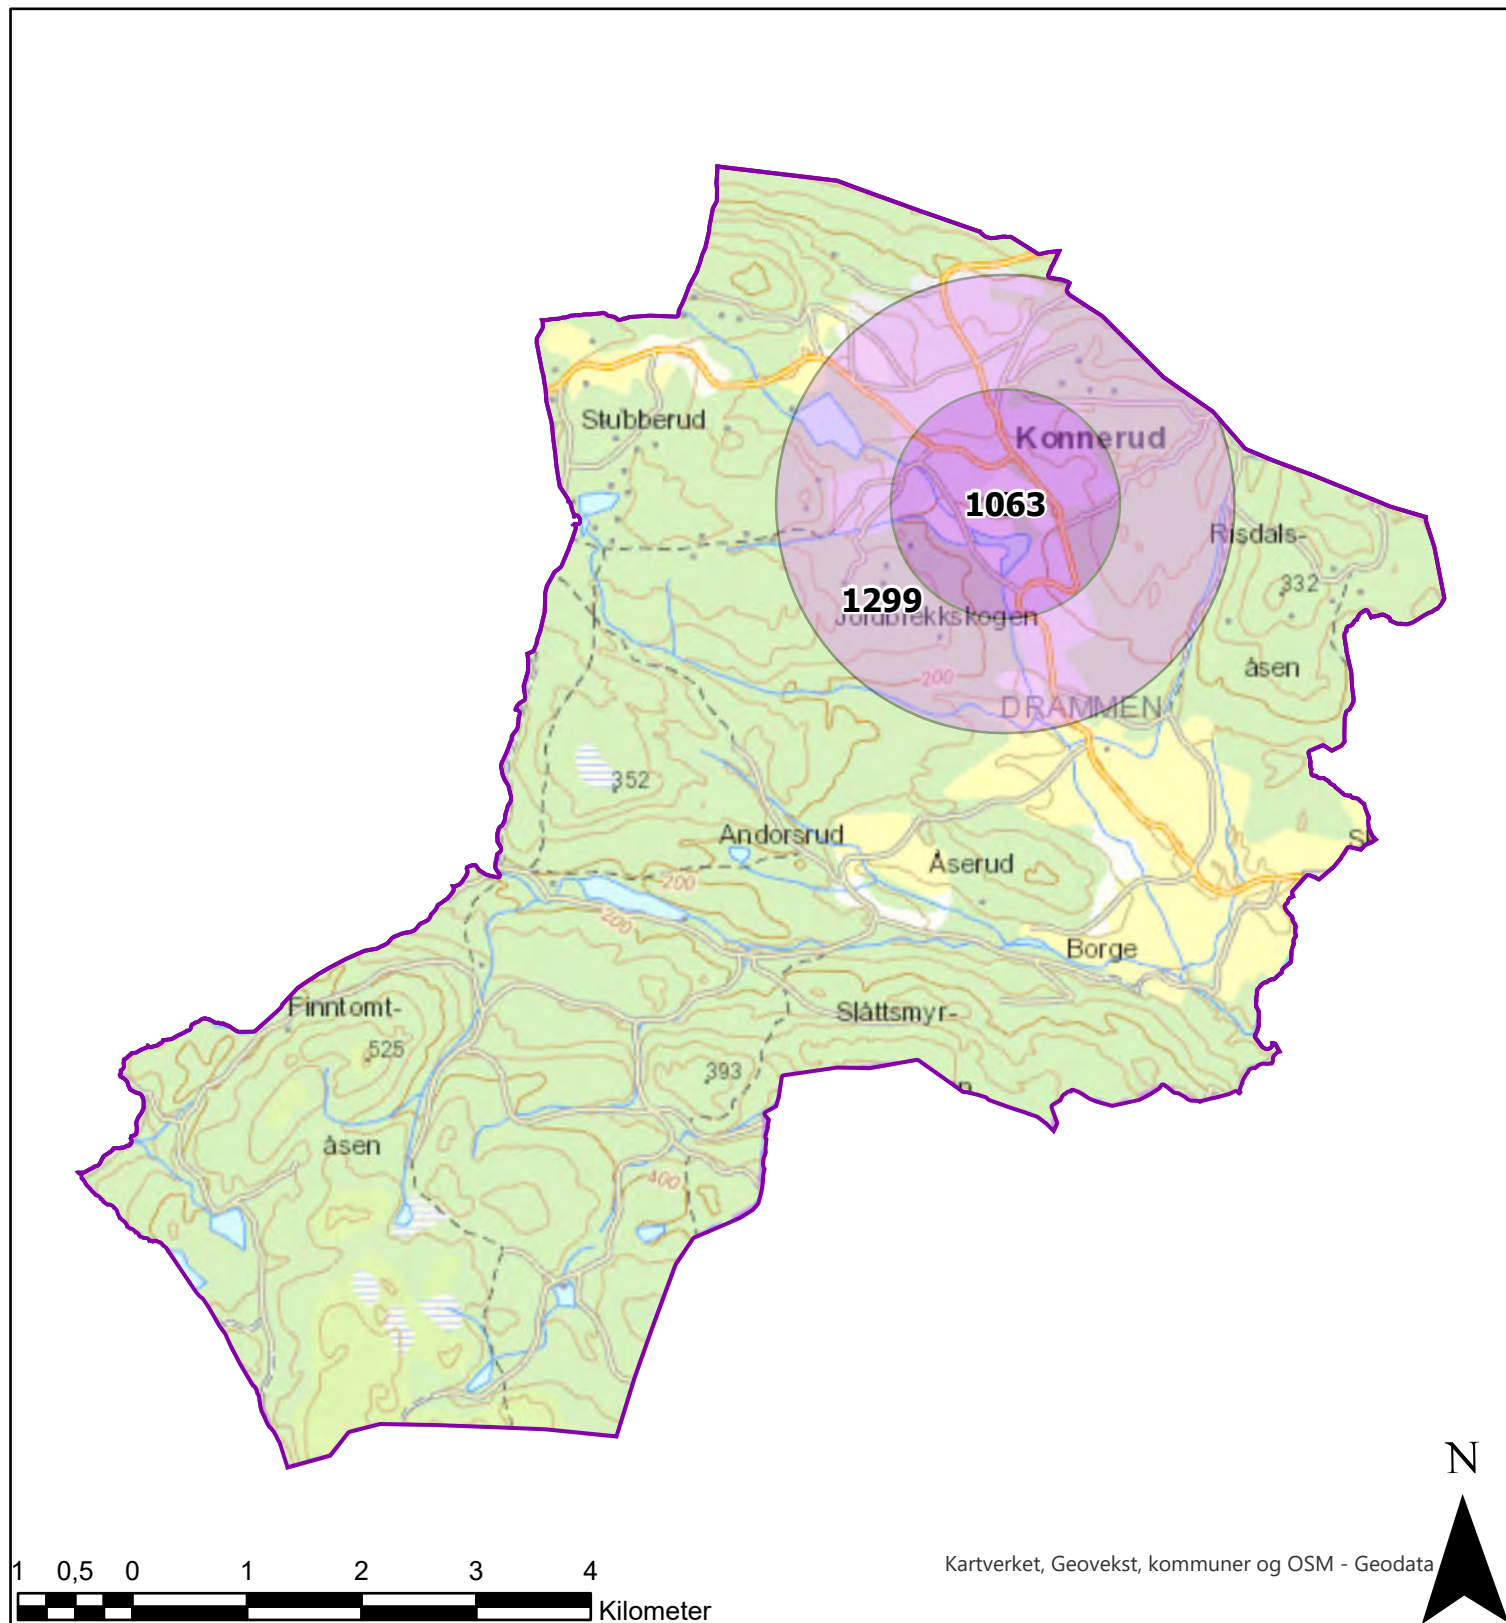 Stubberud
Konnerud
1063
Risdals-
332
1299
Jordbrekkskogen
åsen
200
DRAMMEN
352
Andorsrud
Åserud
200
200
Borge
Finntomt-
Slåttsmyr-
525
393
åsen
400
N
1 0,5 0 1 2 3 4
Kilometer
Kartverket, Geovekst, kommuner og OSM - Geodata